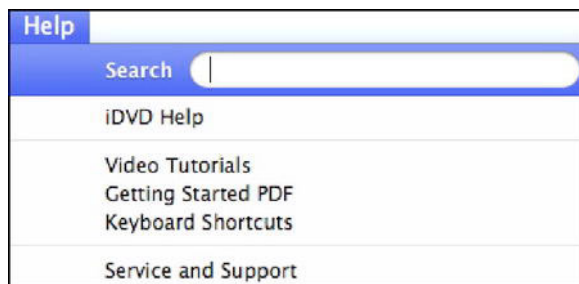 Help
Search
iDVD Help
Video Tutorials
Getting Started PDF
Keyboard Shortcuts
Service and Support